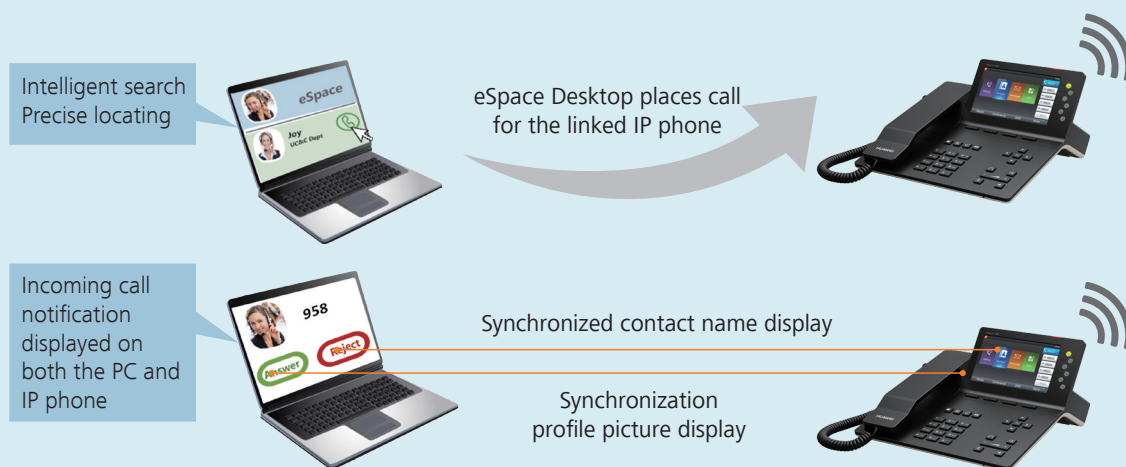 Intelligent search
Precise locating
eSpace
Joy
UC&C Dept
eSpace Desktop places call
for the linked IP phone
HUAWEI
Incoming call
notification
displayed on
both the PC and
IP phone
958
Answer
Reject
Synchronized contact name display
Synchronization
profile picture display
HUAWEI